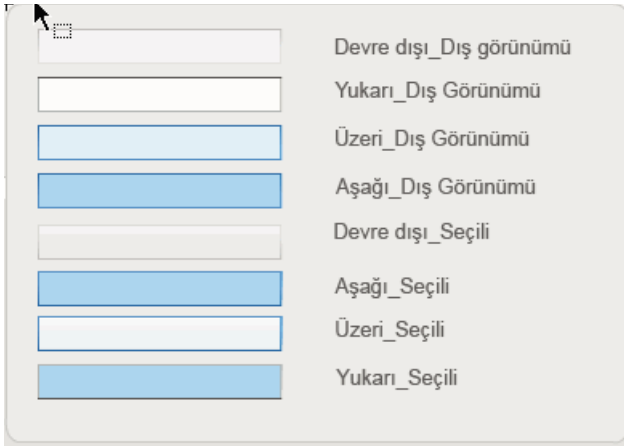 Devre dışı_Dış görünümü
Yukarı_Dış Görünümü
Üzeri_Dış Görünümü
Aşağı_Dış Görünümü
Devre dışı_Seçili
Aşağı_Seçili
Üzeri_Seçili
Yukarı_Seçili